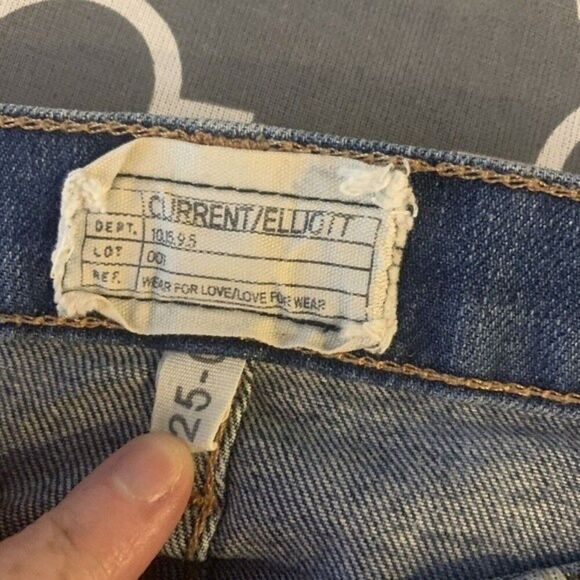 CURRENT/ELLIOTT
DEPT. 10.15.9.5
LOT 001
REF. WEAR FOR LOVE/LOVE FOR WEAR
25-